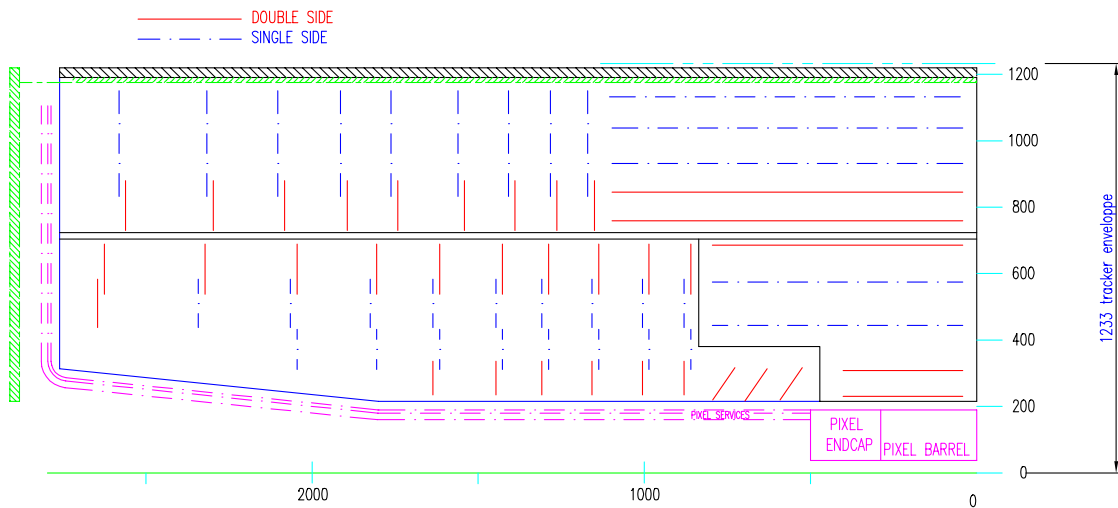 DOUBLE SIDE
SINGLE SIDE
1200
1000
800
600
400
200
0
1233 tracker enveloppe
PIXEL SERVICES
PIXEL
ENDCAP
PIXEL BARREL
2000
1000
0